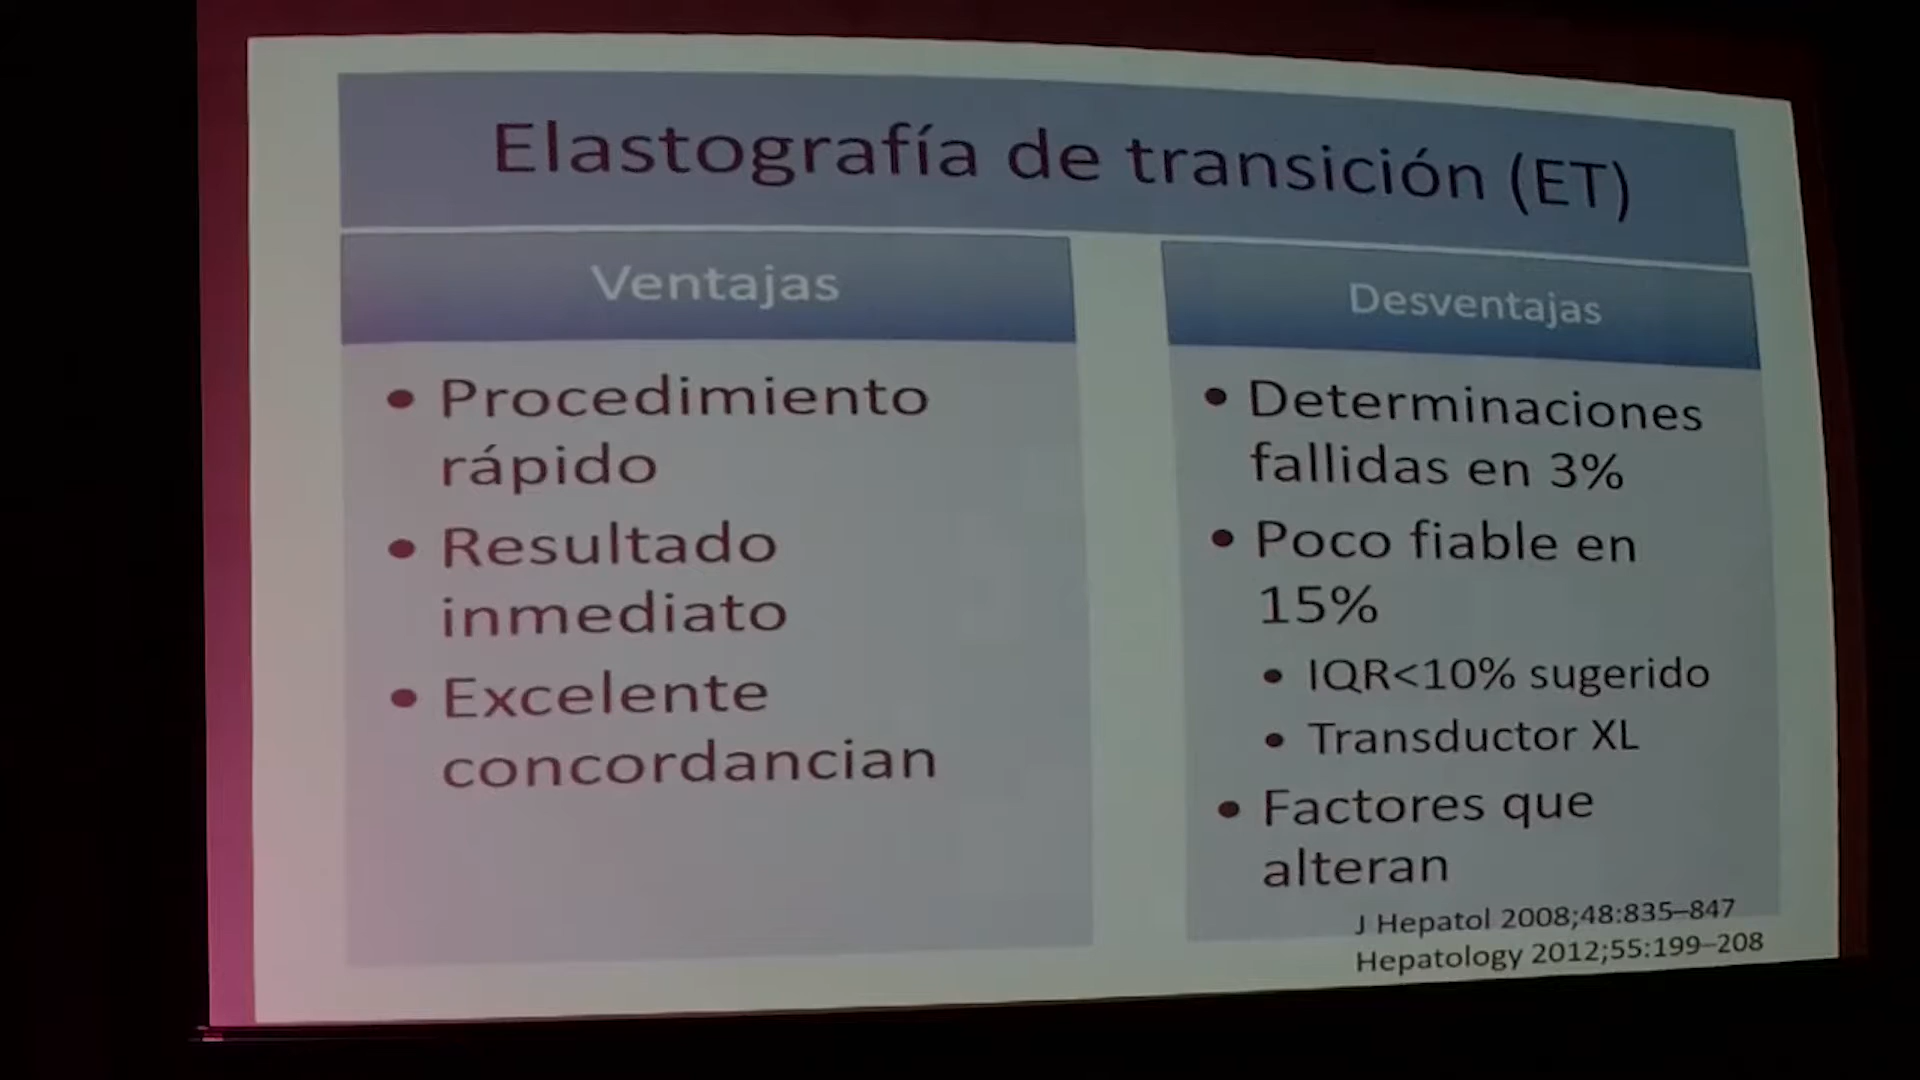 Elastografía de transición (ET)
Ventajas
• Procedimiento
rápido
• Resultado
inmediato
• Excelente
concordancian
Desventajas
• Determinaciones
fallidas en 3%
• Poco fiable en
15%
• IQR<10% sugerido
• Transductor XL
• Factores que
alteran
J Hepatol 2008;48:835–847
Hepatology 2012;55:199–208